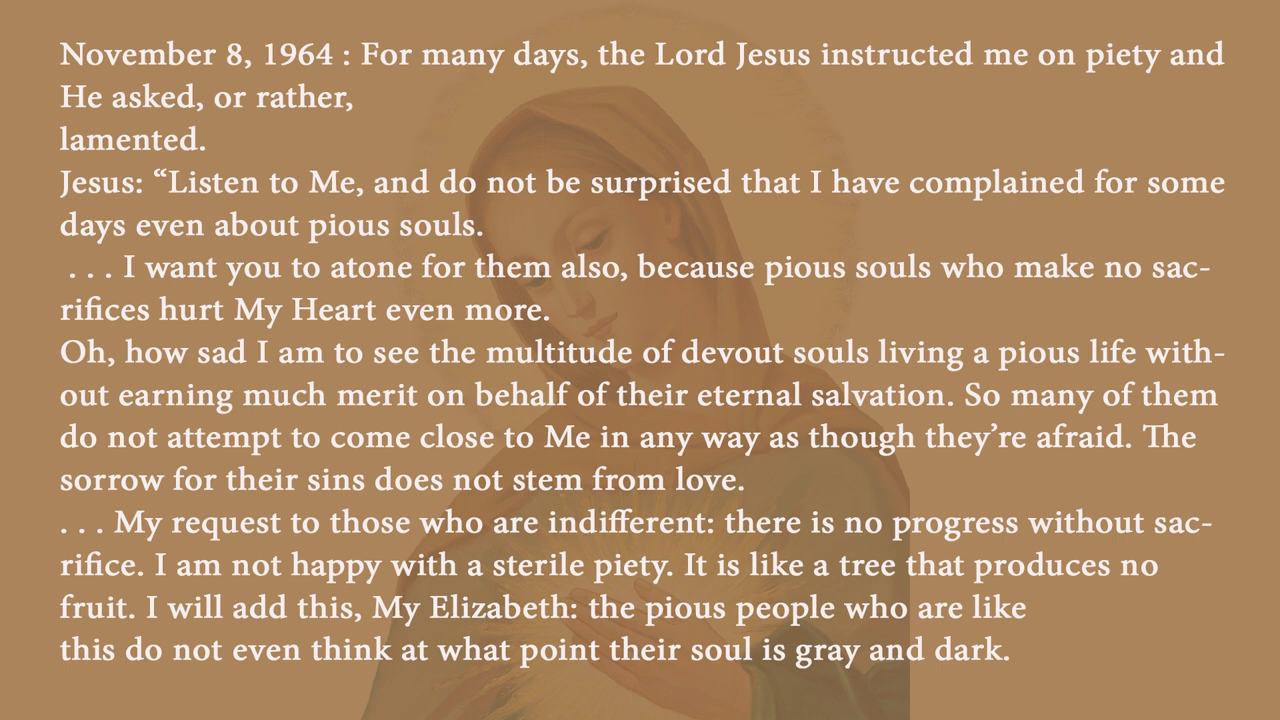 November 8, 1964 : For many days, the Lord Jesus instructed me on piety and
He asked, or rather,
lamented.
Jesus: “Listen to Me, and do not be surprised that I have complained for some
days even about pious souls.
. . . I want you to atone for them also, because pious souls who make no sac-
rifices hurt My Heart even more.
Oh, how sad I am to see the multitude of devout souls living a pious life with-
out earning much merit on behalf of their eternal salvation. So many of them
do not attempt to come close to Me in any way as though they’re afraid. The
sorrow for their sins does not stem from love.
. . . My request to those who are indifferent: there is no progress without sac-
rifice. I am not happy with a sterile piety. It is like a tree that produces no
fruit. I will add this, My Elizabeth: the pious people who are like
this do not even think at what point their soul is gray and dark.